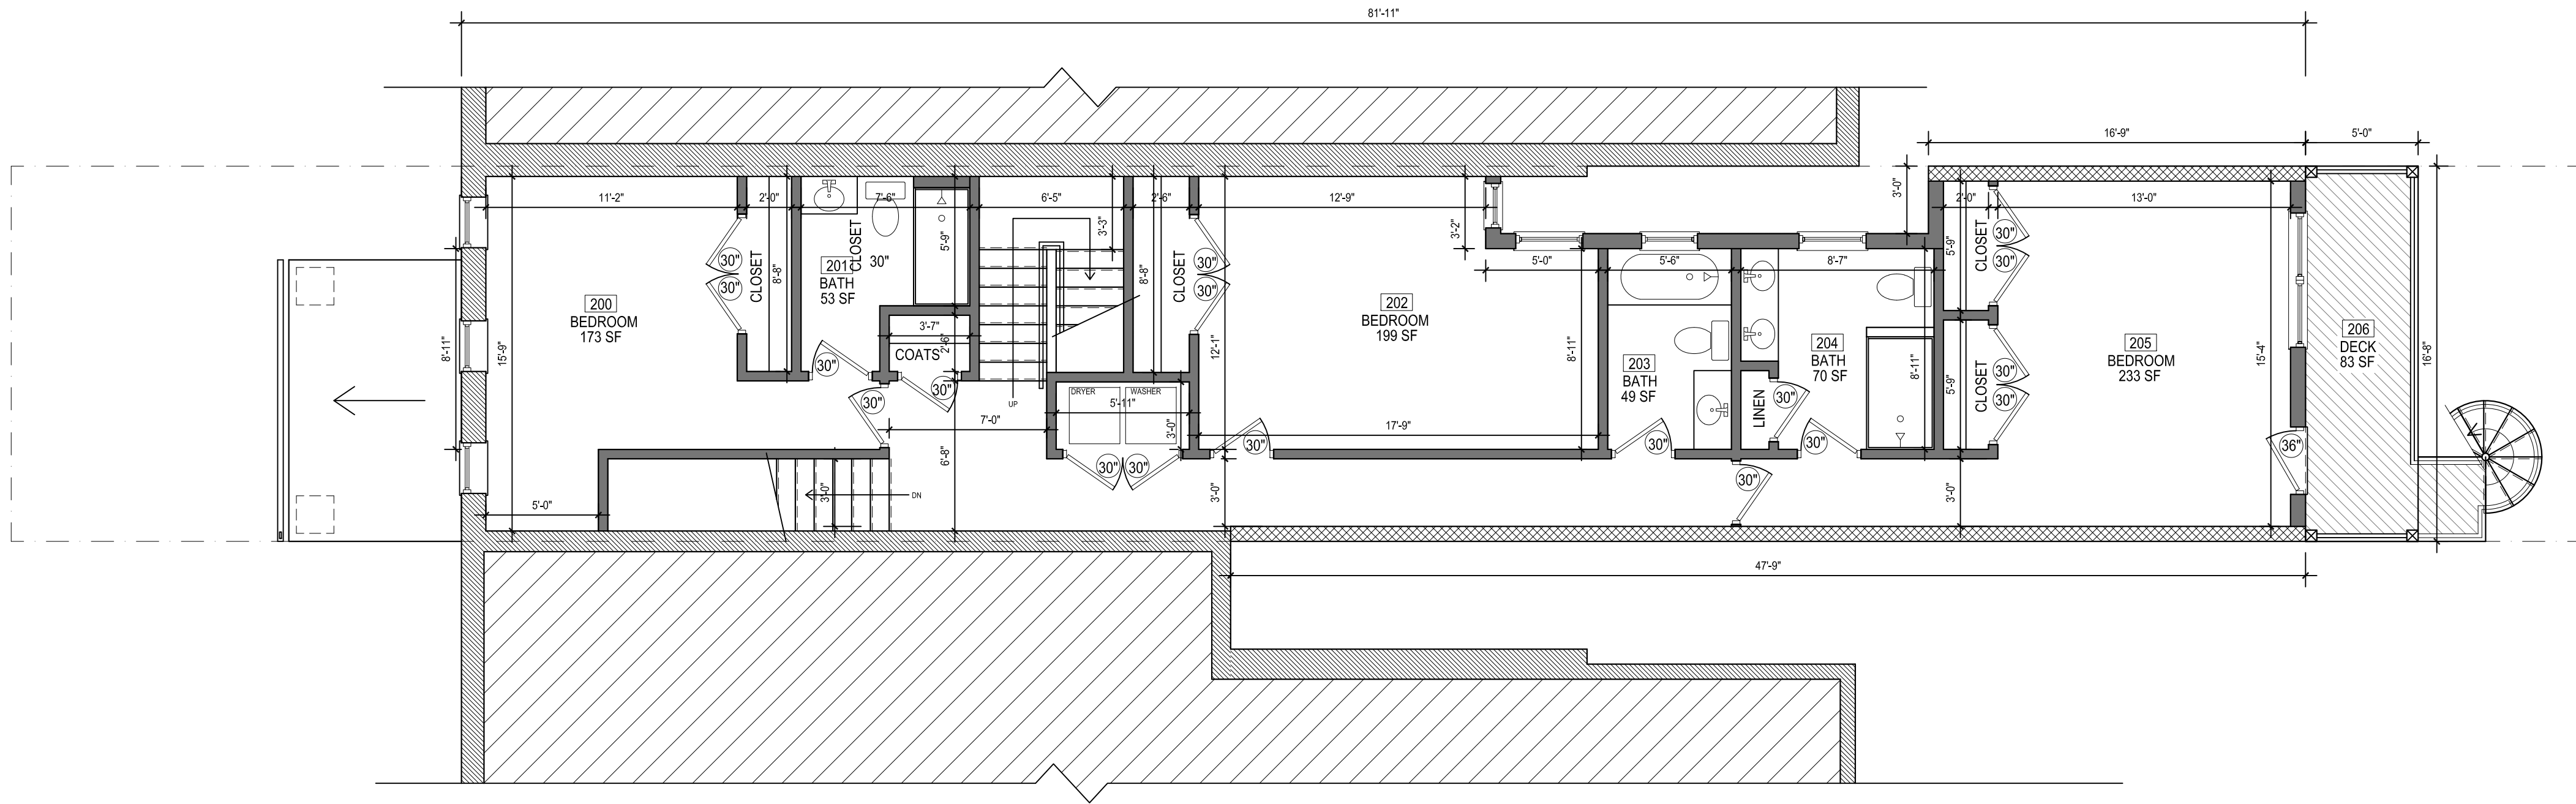 81'-11"
16'-9"
5'-0"
11'-2"
2'-0"
7'-6"
6'-5"
2'-6"
12'-9"
3'-0"
2'-0"
13'-0"
3'-3"
3'-2"
CLOSET
CLOSET
30"
30"
30"
8'-8"
5'-9"
8'-8"
CLOSET
30"
30"
5'-0"
5'-6"
8'-7"
5'-9"
CLOSET
30"
30"
201
BATH
53 SF
200
BEDROOM
173 SF
202
BEDROOM
199 SF
8'-11"
15'-9"
3'-7"
COATS
2'-6"
12'-1"
8'-11"
203
BATH
49 SF
204
BATH
70 SF
8'-11"
205
BEDROOM
233 SF
15'-4"
206
DECK
83 SF
16'-8"
30"
30"
30"
UP
DRYER
WASHER
5'-11"
3'-0"
7'-0"
6'-8"
17'-9"
LINEN
30"
5'-9"
CLOSET
30"
30"
30"
30"
30"
30"
30"
36"
30"
5'-0"
3'-0"
DN
3'-0"
3'-0"
47'-9"